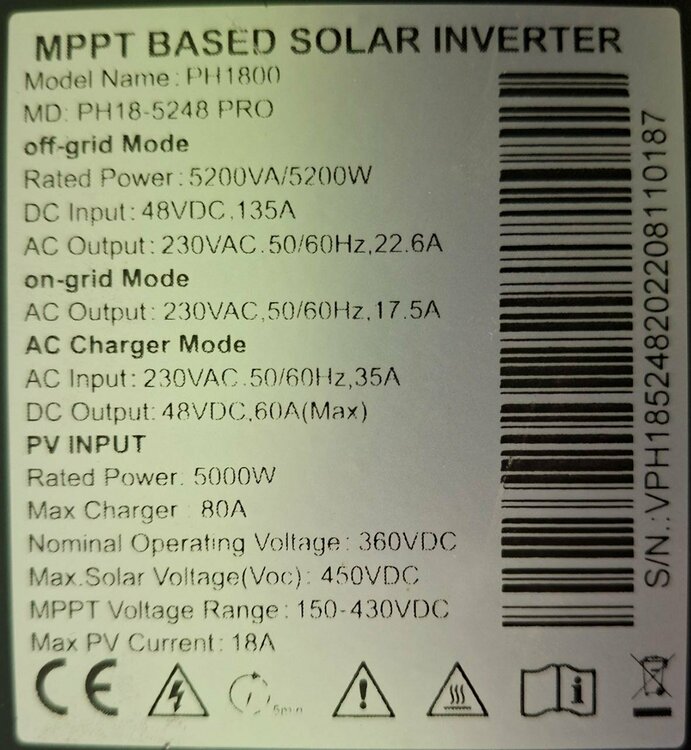 MPPT BASED SOLAR INVERTER
Model Name: PH1800
MD: PH18-5248 PRO
off-grid Mode
Rated Power: 5200VA/5200W
DC Input: 48VDC,135A
AC Output: 230VAC.50/60Hz,22.6A
on-grid Mode
AC Output: 230VAC,50/60Hz,17.5A
AC Charger Mode
AC Input: 230VAC.50/60Hz,35A
DC Output: 48VDC,60A(Max)
PV INPUT
Rated Power: 5000W
Max Charger 80A
Nominal Operating Voltage: 360VDC
Max.Solar Voltage(Voc): 450VDC
MPPT Voltage Range: 150-430VDC
Max PV Current: 18A
CE
5min
i
S/N.:VPH185248202208110187